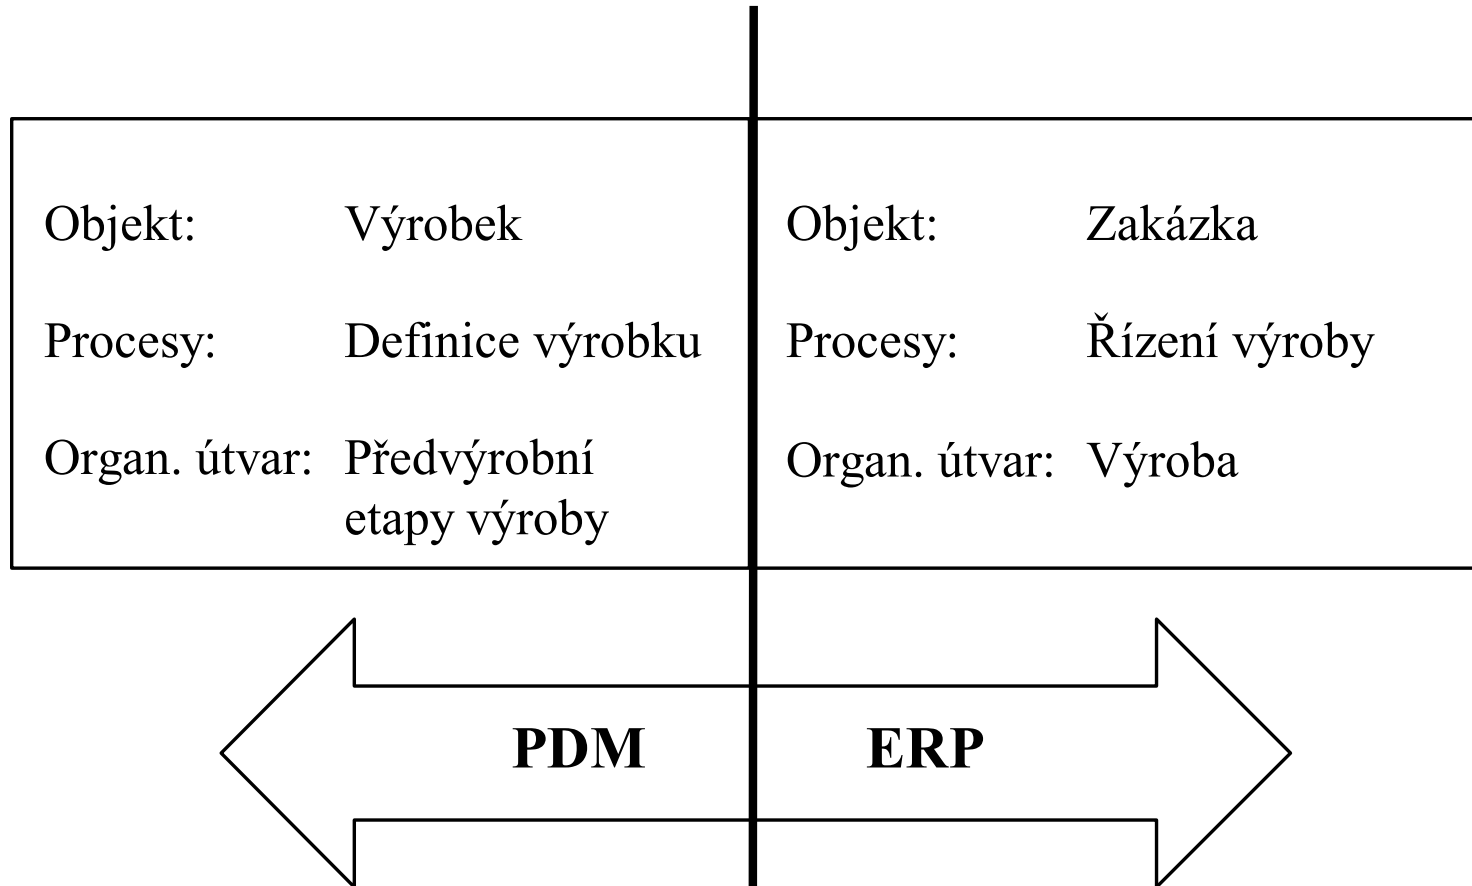 Objekt: Výrobek
Procesy: Definice výrobku
Organ. útvar: Předvýrobní
etapy výroby
Objekt: Zakázka
Procesy: Řízení výroby
Organ. útvar: Výroba
PDM
ERP